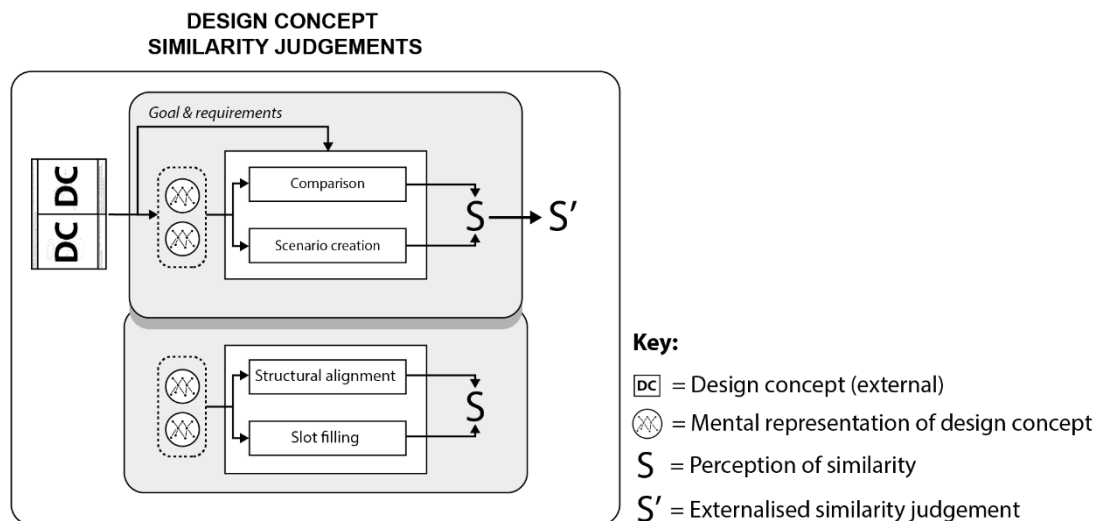 DESIGN CONCEPT
SIMILARITY JUDGEMENTS
Goal & requirements
DC DC
Comparison
Scenario creation
S
S′
Structural alignment
Slot filling
S
Key:
DC = Design concept (external)
= Mental representation of design concept
S = Perception of similarity
S′ = Externalised similarity judgement